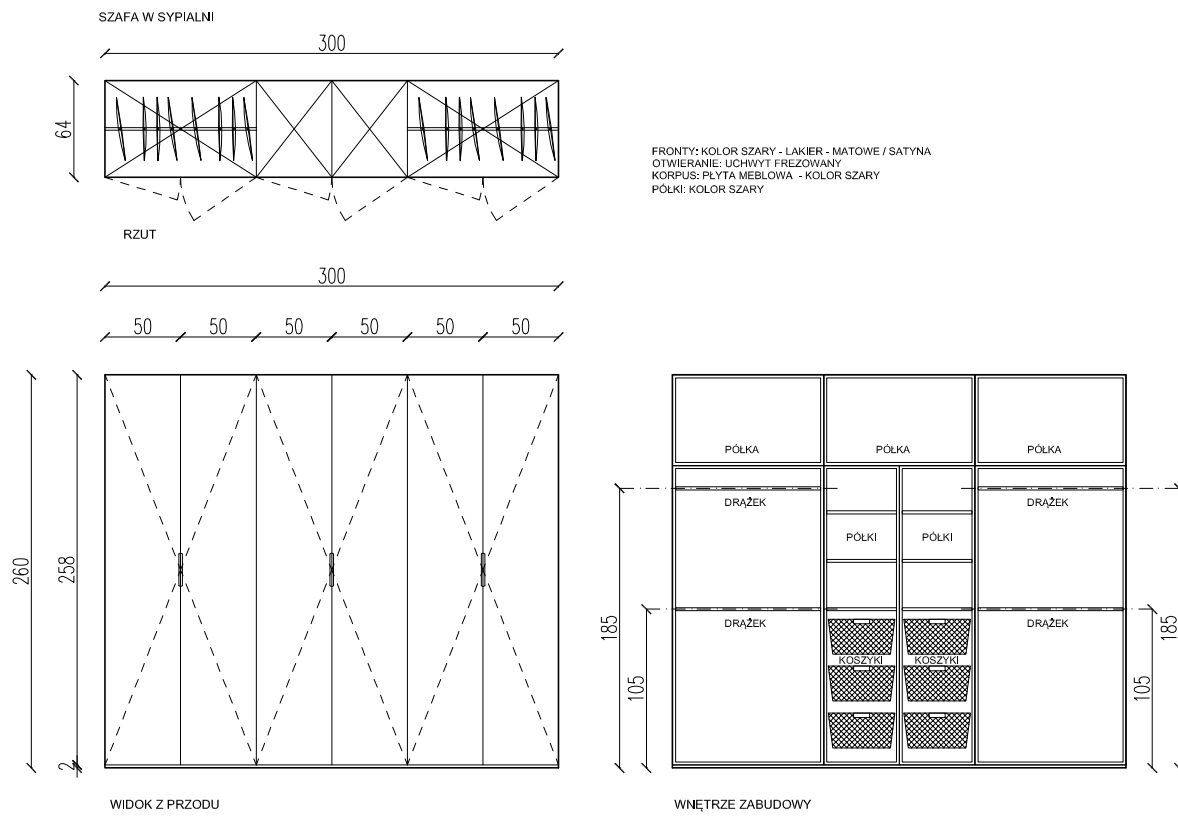 SZAFA W SYPIALNI
300
64
RZUT
FRONTY: KOLOR SZARY - LAKIER - MATOWE / SATYNA
OTWIERANIE: UCHWYT FREZOWANY
KORPUS: PŁYTA MEBLOWA - KOLOR SZARY
PÓŁKI: KOLOR SZARY
300
50 50 50 50 50 50
260
258
2
WIDOK Z PRZODU
PÓŁKA PÓŁKA PÓŁKA
DRĄŻEK DRĄŻEK
PÓŁKI PÓŁKI
DRĄŻEK DRĄŻEK
KOSZYKI KOSZYKI
185
105
105
185
WNĘTRZE ZABUDOWY